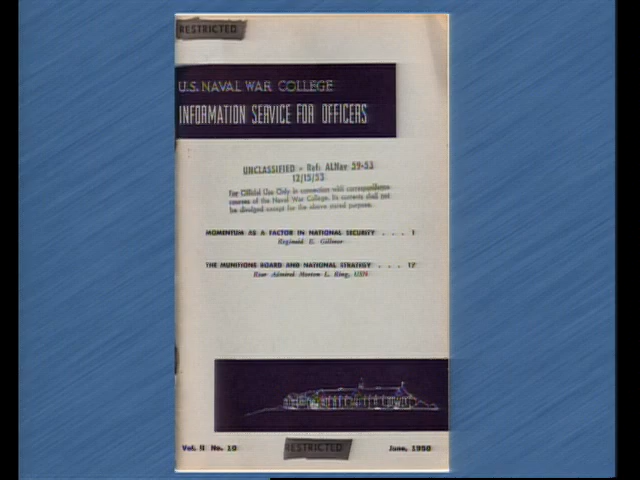 RESTRICTED
U.S. NAVAL WAR COLLEGE
INFORMATION SERVICE FOR OFFICERS
UNCLASSIFIED - Ref: ALNav 59-53
12/15/53
For Official Use Only in connection with correspondence
courses of the Naval War College. Its contents shall not
be divulged except for the above stated purpose.
MOMENTUM AS A FACTOR IN NATIONAL SECURITY . . . 1
Reginald E. Gillmor
THE MUNITIONS BOARD AND NATIONAL STRATEGY . . . . 17
Rear Admiral Morton L. Ring, USN
Vol. II No. 10
RESTRICTED
June, 1950